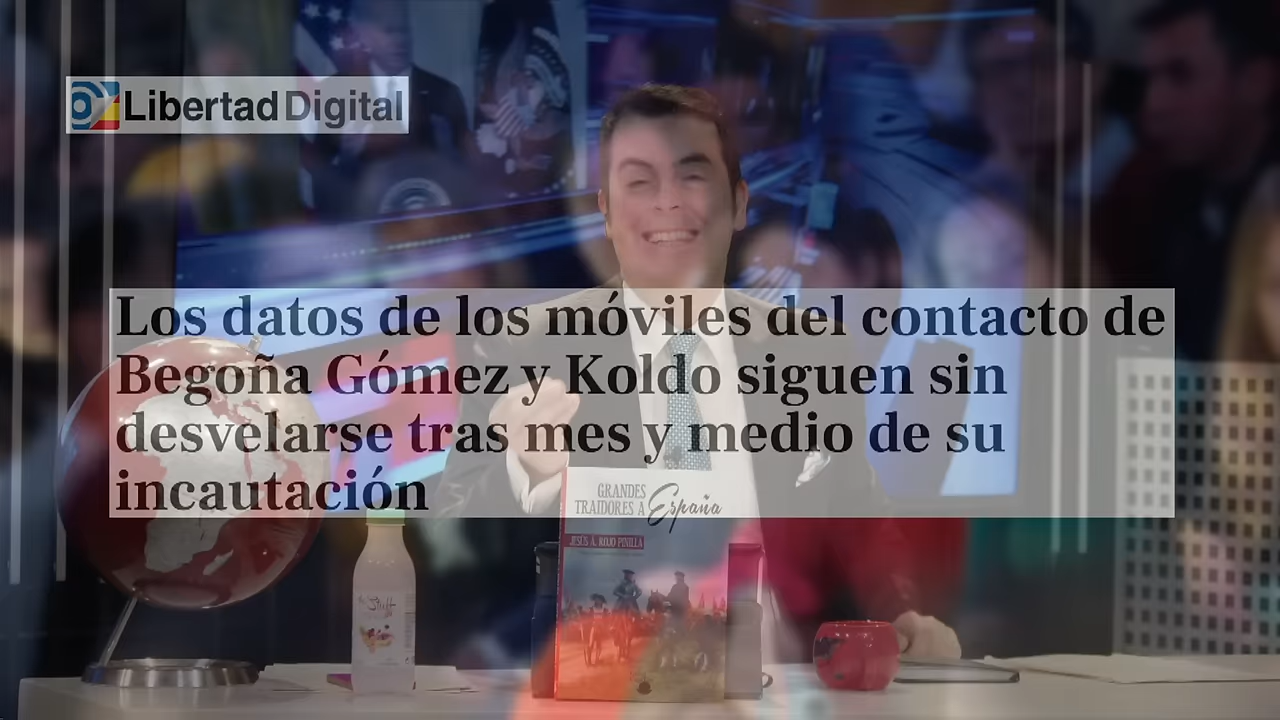 Libertad Digital
Los datos de los móviles del contacto de
Begoña Gómez y Koldo siguen sin
desvelarse tras mes y medio de su
incautación
GRANDES
TRAIDORES A España
JESÚS Á. ROJO PINILLA